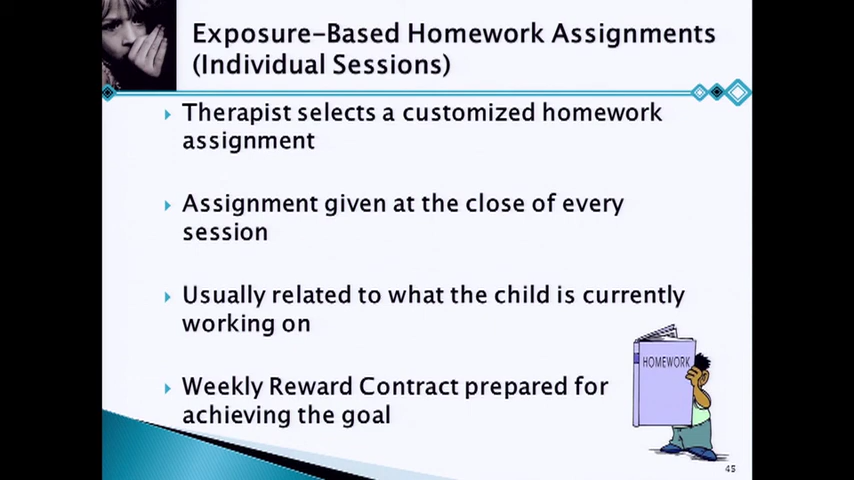 Exposure-Based Homework Assignments
(Individual Sessions)
Therapist selects a customized homework
assignment
Assignment given at the close of every
session
Usually related to what the child is currently
working on
HOMEWORK
Weekly Reward Contract prepared for
achieving the goal
45